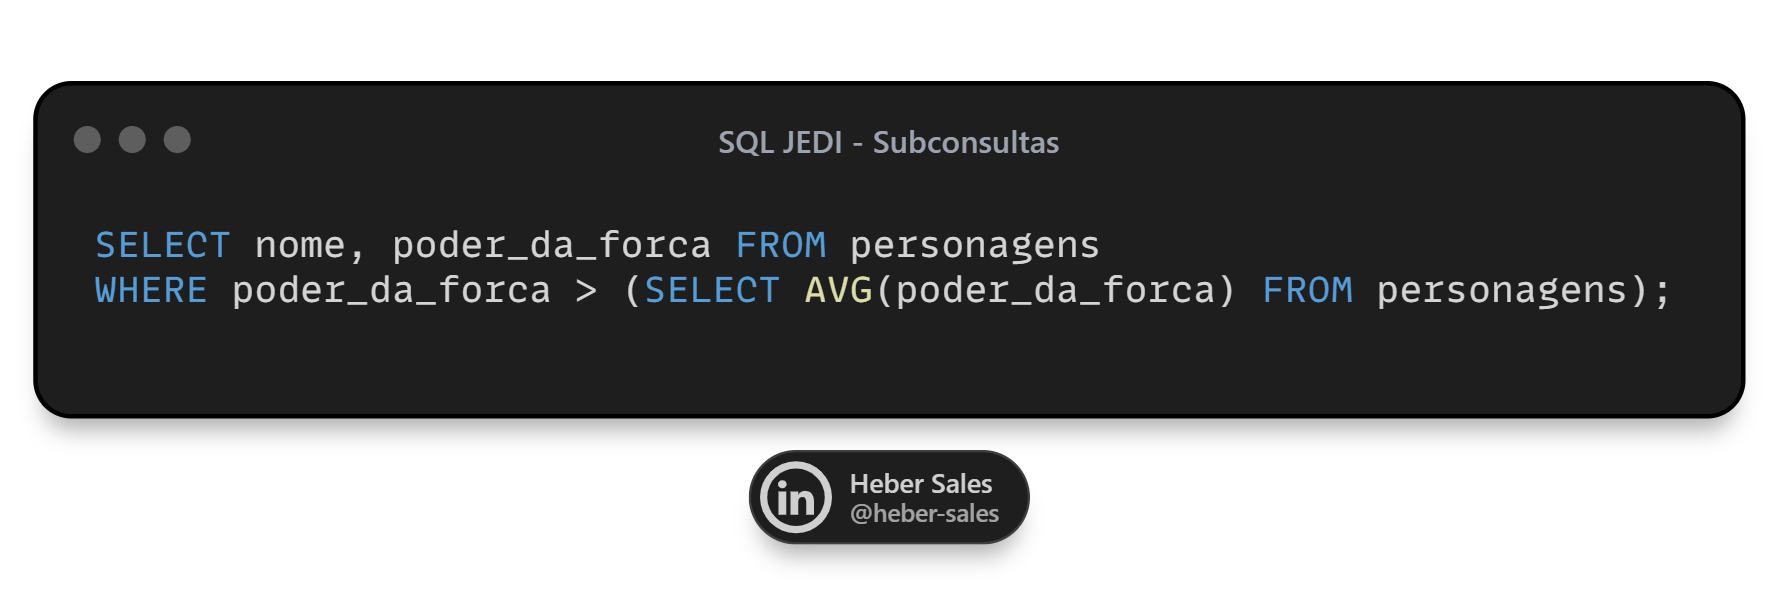 SQL JEDI - Subconsultas
SELECT nome, poder_da_forca FROM personagens
WHERE poder_da_forca > (SELECT AVG(poder_da_forca) FROM personagens);
in
Heber Sales
@heber-sales